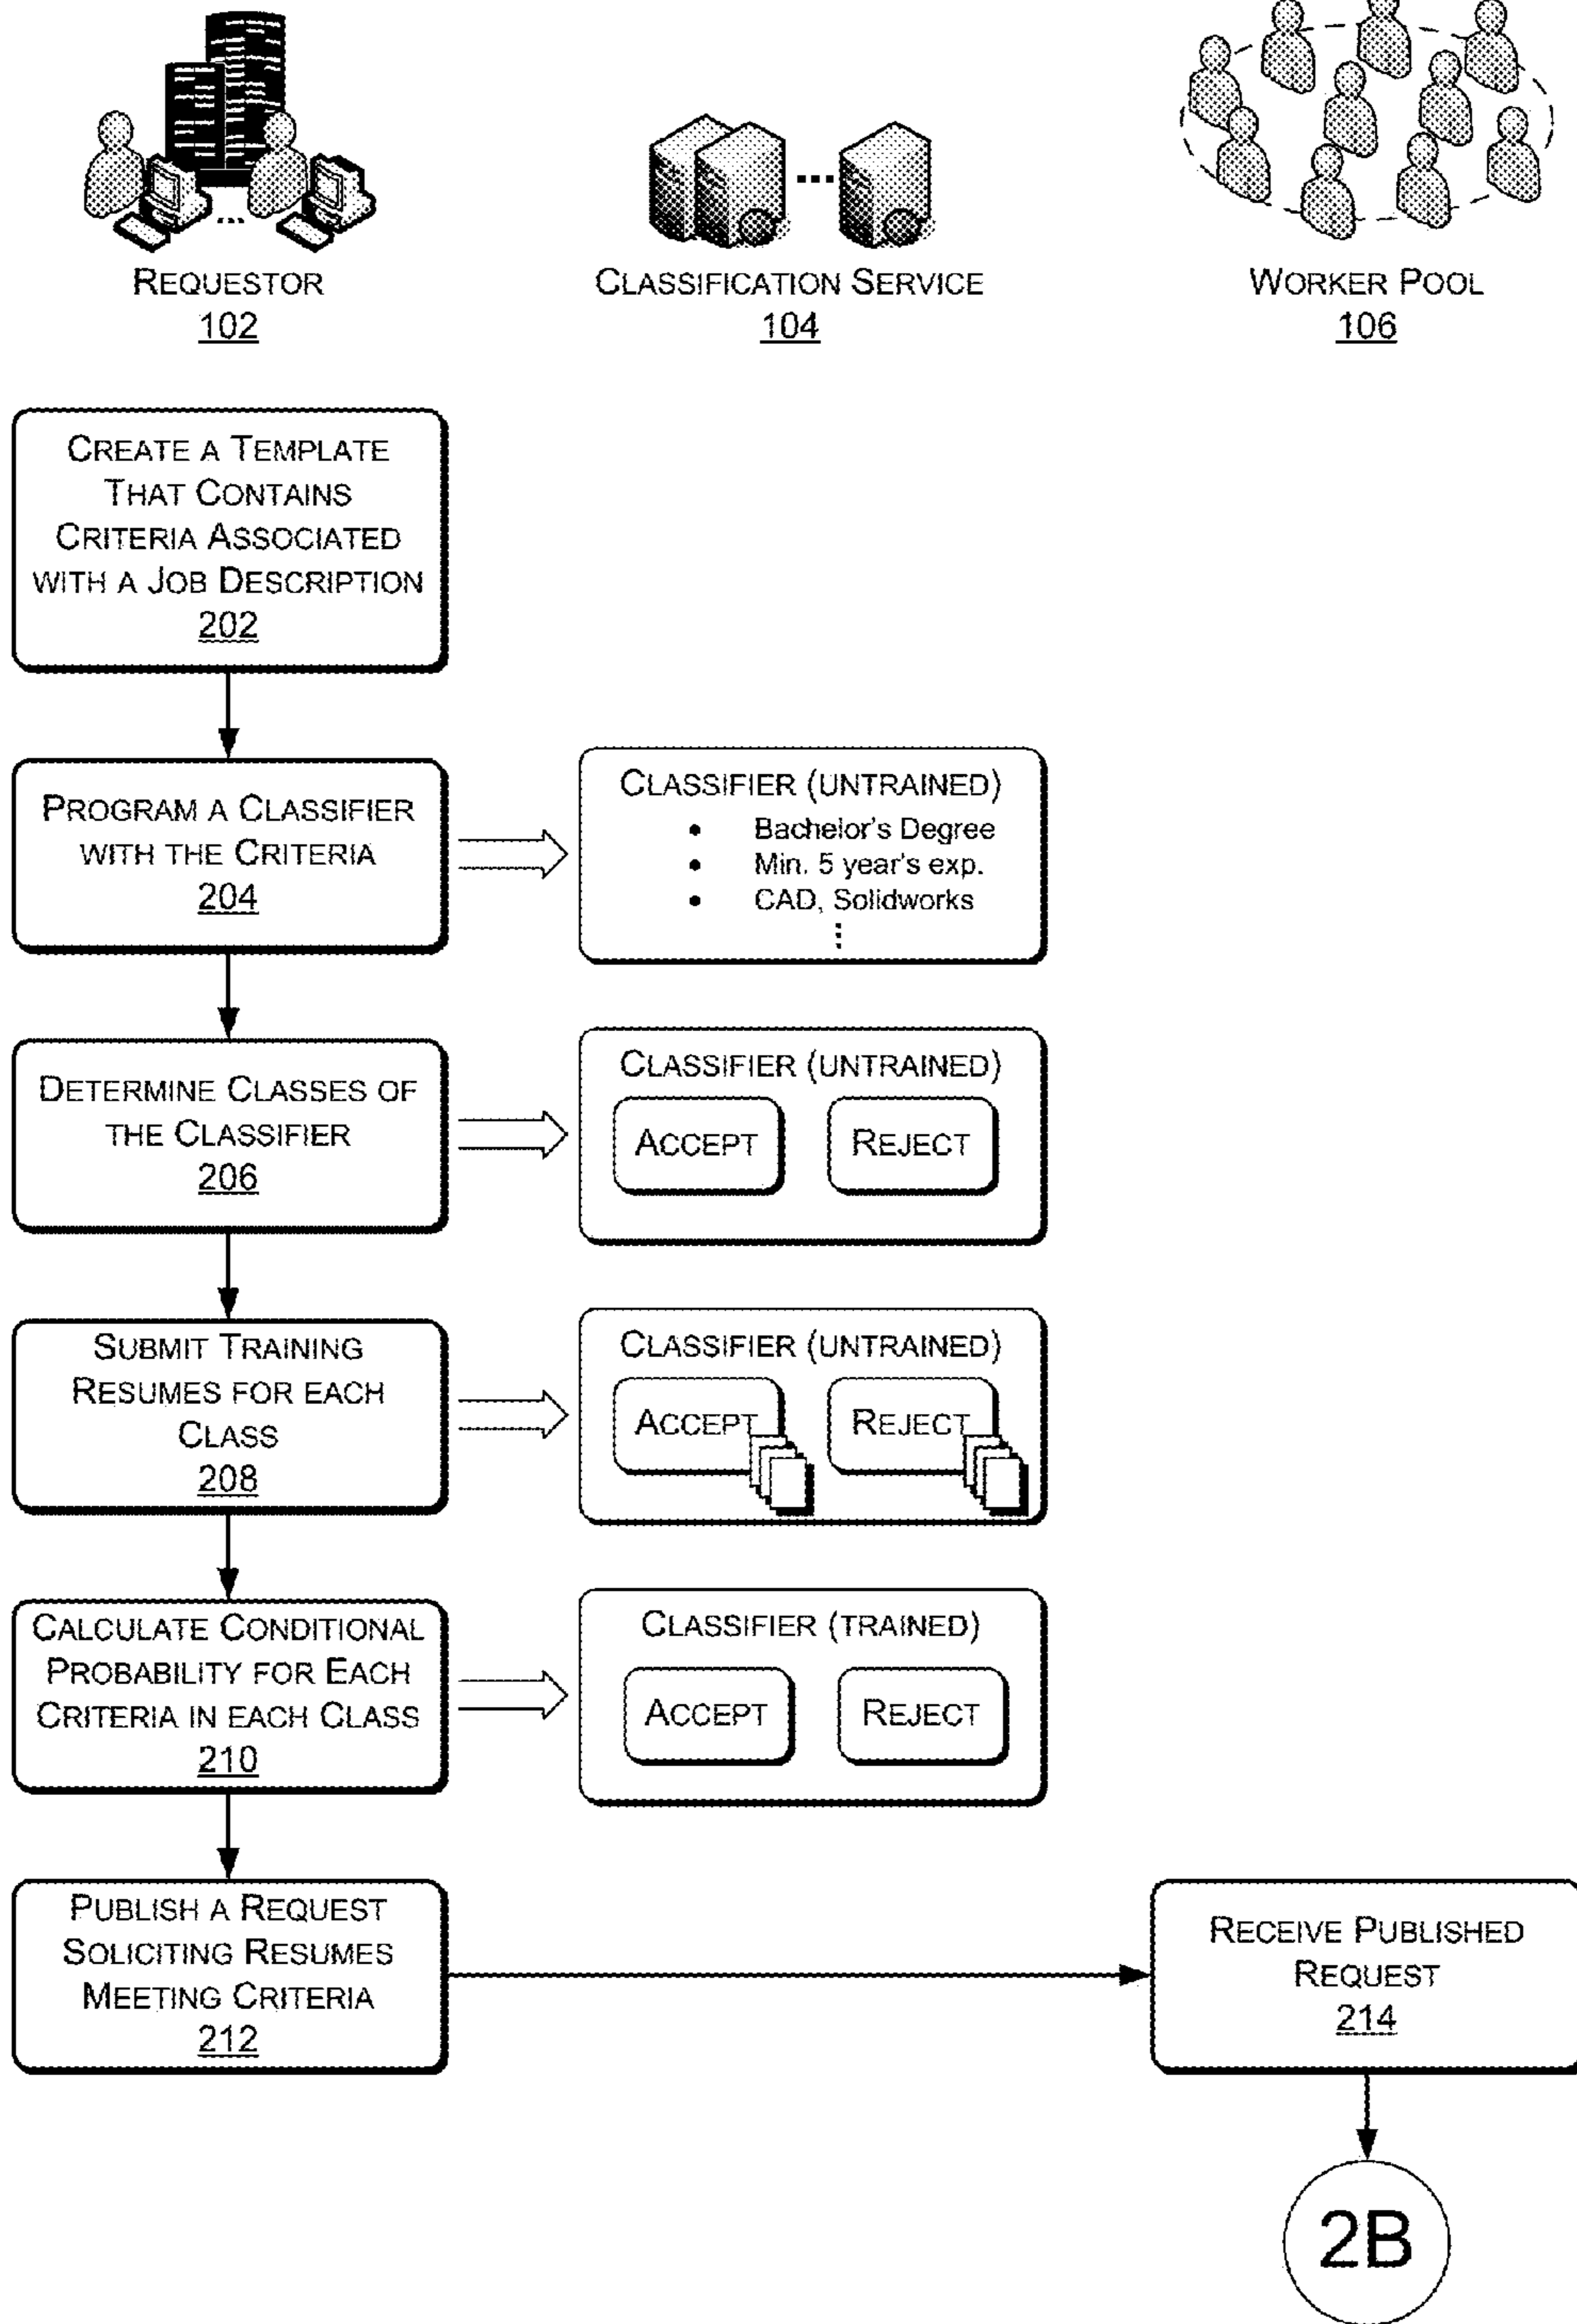 REQUESTOR
102
CLASSIFICATION SERVICE
104
WORKER POOL
106
CREATE A TEMPLATE
THAT CONTAINS
CRITERIA ASSOCIATED
WITH A JOB DESCRIPTION
202
PROGRAM A CLASSIFIER
WITH THE CRITERIA
204
CLASSIFIER (UNTRAINED)
• Bachelor's Degree
• Min. 5 year's exp.
• CAD, Solidworks
DETERMINE CLASSES OF
THE CLASSIFIER
206
CLASSIFIER (UNTRAINED)
ACCEPT REJECT
SUBMIT TRAINING
RESUMES FOR EACH
CLASS
208
CLASSIFIER (UNTRAINED)
ACCEPT REJECT
CALCULATE CONDITIONAL
PROBABILITY FOR EACH
CRITERIA IN EACH CLASS
210
CLASSIFIER (TRAINED)
ACCEPT REJECT
PUBLISH A REQUEST
SOLICITING RESUMES
MEETING CRITERIA
212
RECEIVE PUBLISHED
REQUEST
214
2B